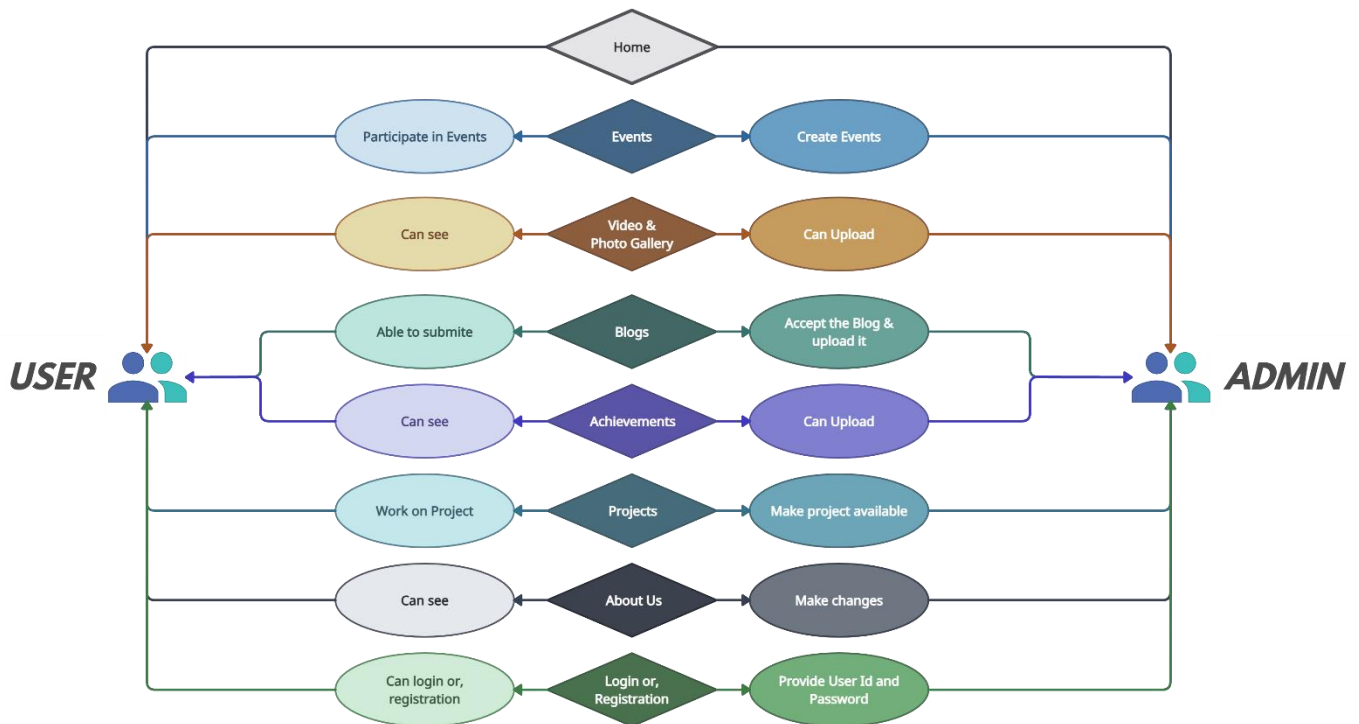 Home
Participate in Events
Events
Create Events
Can see
Video &
Photo Gallery
Can Upload
Able to submite
Blogs
Accept the Blog &
upload it
USER
ADMIN
Can see
Achievements
Can Upload
Work on Project
Projects
Make project available
Can see
About Us
Make changes
Can login or,
registration
Login or,
Registration
Provide User Id and
Password